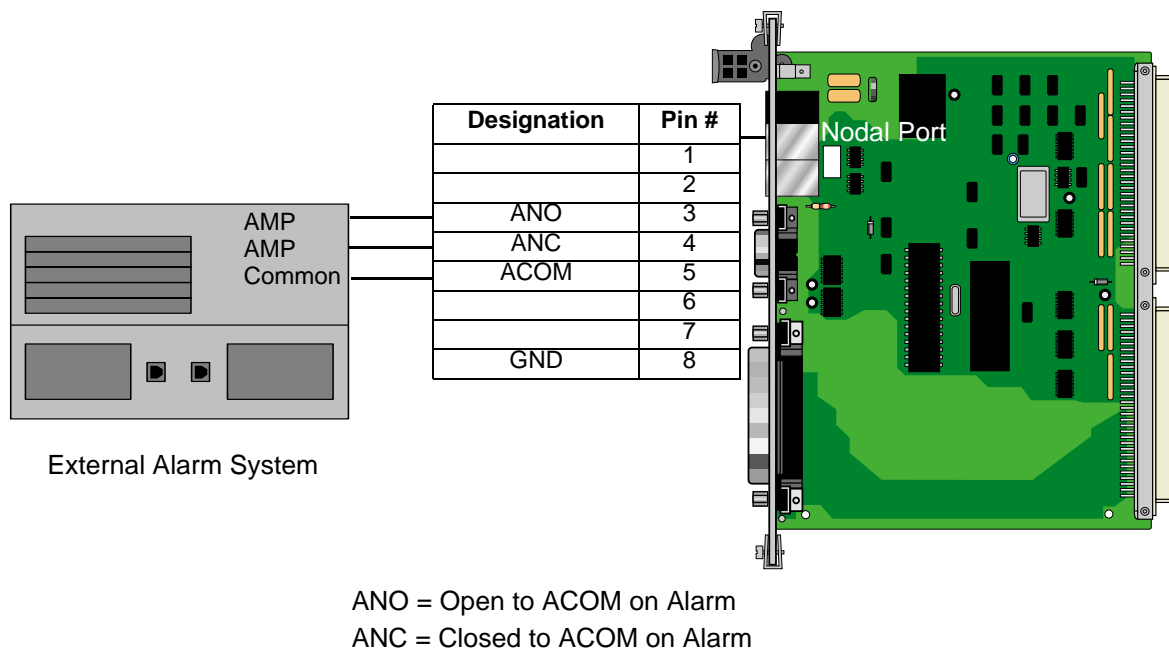 Designation Pin #
1
2
ANO 3
ANC 4
ACOM 5
6
7
GND 8
Nodal Port
AMP
AMP
Common
External Alarm System
ANO = Open to ACOM on Alarm
ANC = Closed to ACOM on Alarm